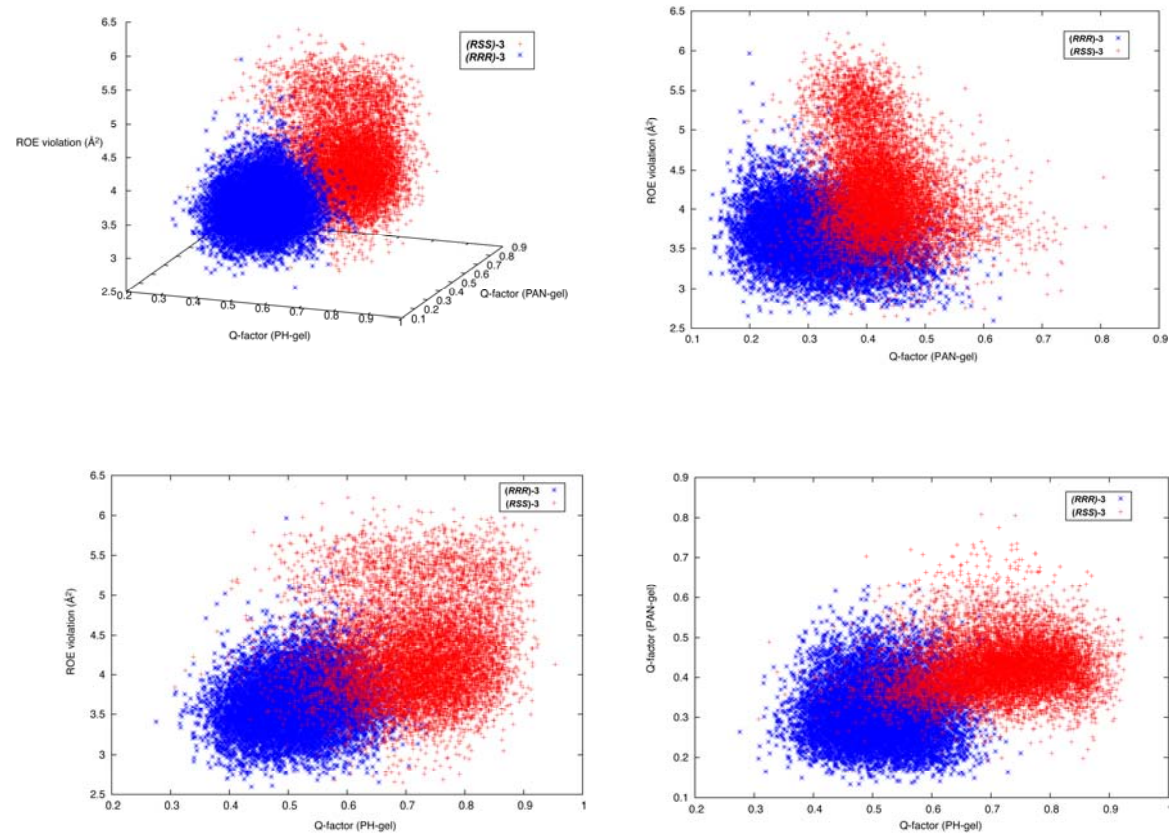 6.5
6
5.5
5
4.5
4
3.5
3
2.5
ROE violation (Å²)
(RSS)-3
(RRR)-3
0.2
0.3
0.4
0.5
0.6
0.7
0.8
0.9
1
Q-factor (PH-gel)
0.1
0.2
0.3
0.4
0.5
0.6
0.7
0.8
0.9
Q-factor (PAN-gel)
6.5
6
5.5
5
4.5
4
3.5
3
2.5
ROE violation (Å²)
(RRR)-3
(RSS)-3
0.1 0.2 0.3 0.4 0.5 0.6 0.7 0.8 0.9
Q-factor (PAN-gel)
6.5
6
5.5
5
4.5
4
3.5
3
2.5
ROE violation (Å²)
(RRR)-3
(RSS)-3
0.2 0.3 0.4 0.5 0.6 0.7 0.8 0.9 1
Q-factor (PH-gel)
0.9
0.8
0.7
0.6
0.5
0.4
0.3
0.2
0.1
Q-factor (PAN-gel)
(RRR)-3
(RSS)-3
0.2 0.3 0.4 0.5 0.6 0.7 0.8 0.9 1
Q-factor (PH-gel)